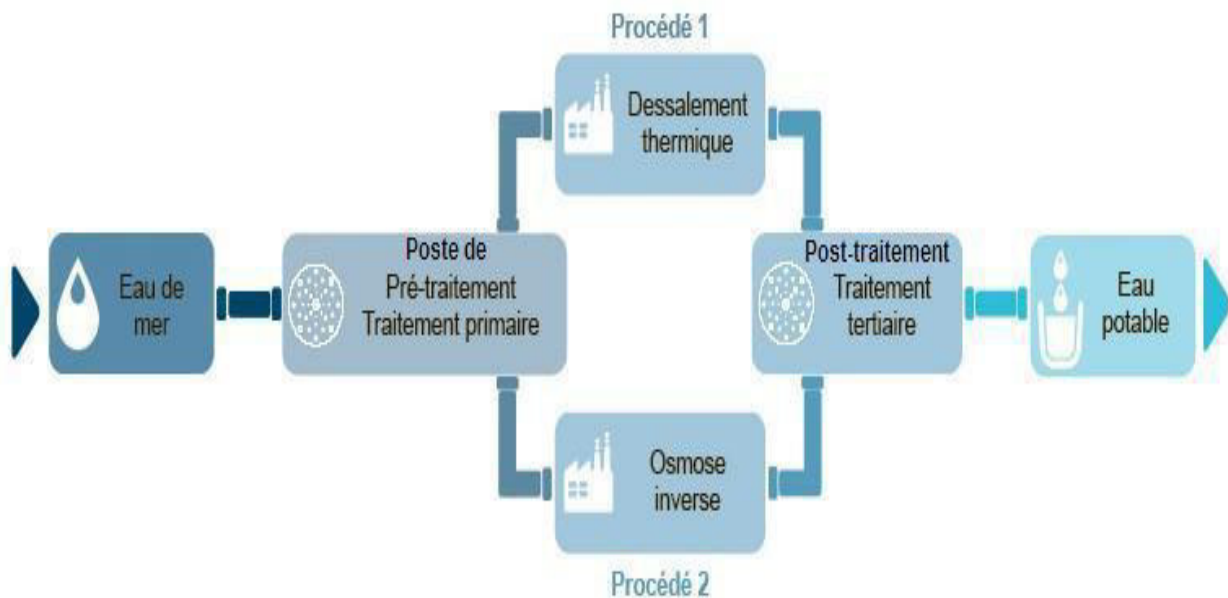 Procédé 1
Dessalement
thermique
Eau de
mer
Poste de
Pré-traitement
Traitement primaire
Post-traitement
Traitement
tertiaire
Eau
potable
Osmose
inverse
Procédé 2